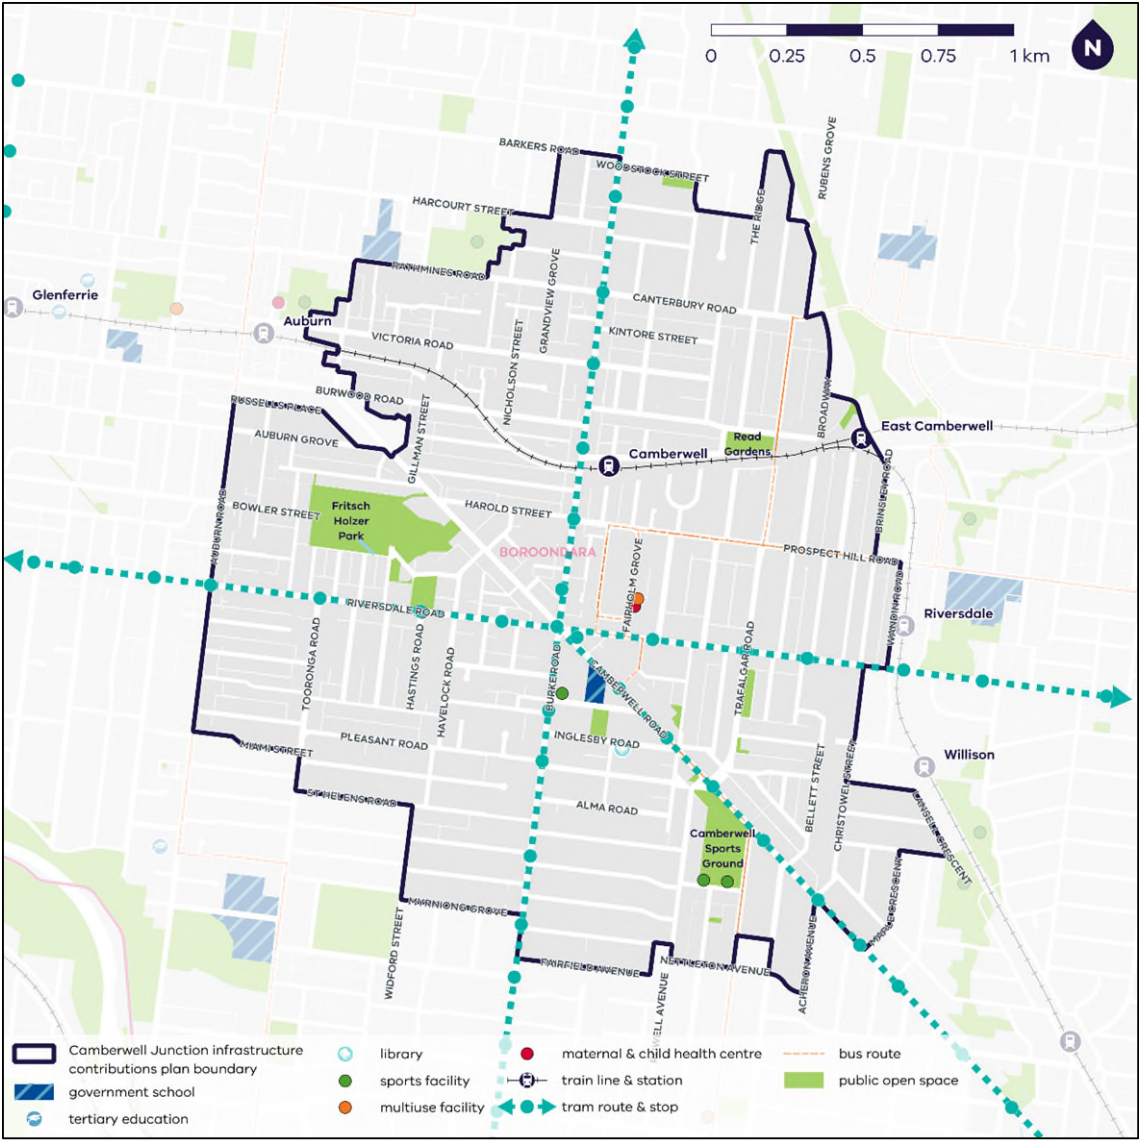 0 0.25 0.5 0.75 1 km
N
BARKERS ROAD
WOODSTOCK STREET
RUBENS GROVE
THE RIDGE
HARCOURT STREET
RATHMINES ROAD
GRANDVIEW GROVE
CANTERBURY ROAD
Glenferrie
Auburn
KINTORE STREET
VICTORIA ROAD
NICHOLSON STREET
BURWOOD ROAD
RUSSELLS PLACE
GILLMAN STREET
BROADWAY
East Camberwell
AUBURN GROVE
Read
Gardens
Camberwell
BRINSLEY ROAD
AUBURN ROAD
BOWLER STREET
Fritsch
Holzer
Park
HAROLD STREET
BOROONDARA
PROSPECT HILL ROAD
FAIRHOLM GROVE
WANDIN ROAD
RIVERSDALE ROAD
Riversdale
TOORONGA ROAD
HASTINGS ROAD
HAVELOCK ROAD
BURKE ROAD
CAMBERWELL ROAD
TRAFALGAR ROAD
MIAMI STREET
PLEASANT ROAD
INGLESBY ROAD
BELLETT STREET
CHRISTOWEL STREET
Willison
ST HELENS ROAD
ALMA ROAD
LANSELL CRESCENT
Camberwell
Sports
Ground
MAPLE CRESCENT
MYRNIONG GROVE
WIDFORD STREET
FAIRFIELD AVENUE
NETTLETON AVENUE
ACHERON AVENUE
Camberwell Junction infrastructure
contributions plan boundary
government school
tertiary education
library
sports facility
multiuse facility
maternal & child health centre
train line & station
tram route & stop
bus route
public open space